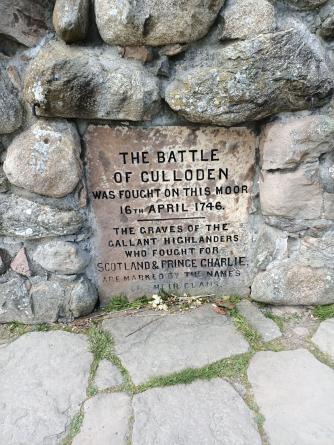 THE BATTLE
OF CULLODEN
WAS FOUGHT ON THIS MOOR
16TH APRIL 1746.
THE GRAVES OF THE
GALLANT HIGHLANDERS
WHO FOUGHT FOR
SCOTLAND & PRINCE CHARLIE,
ARE MARKED BY THE NAMES
THEIR CLANS.